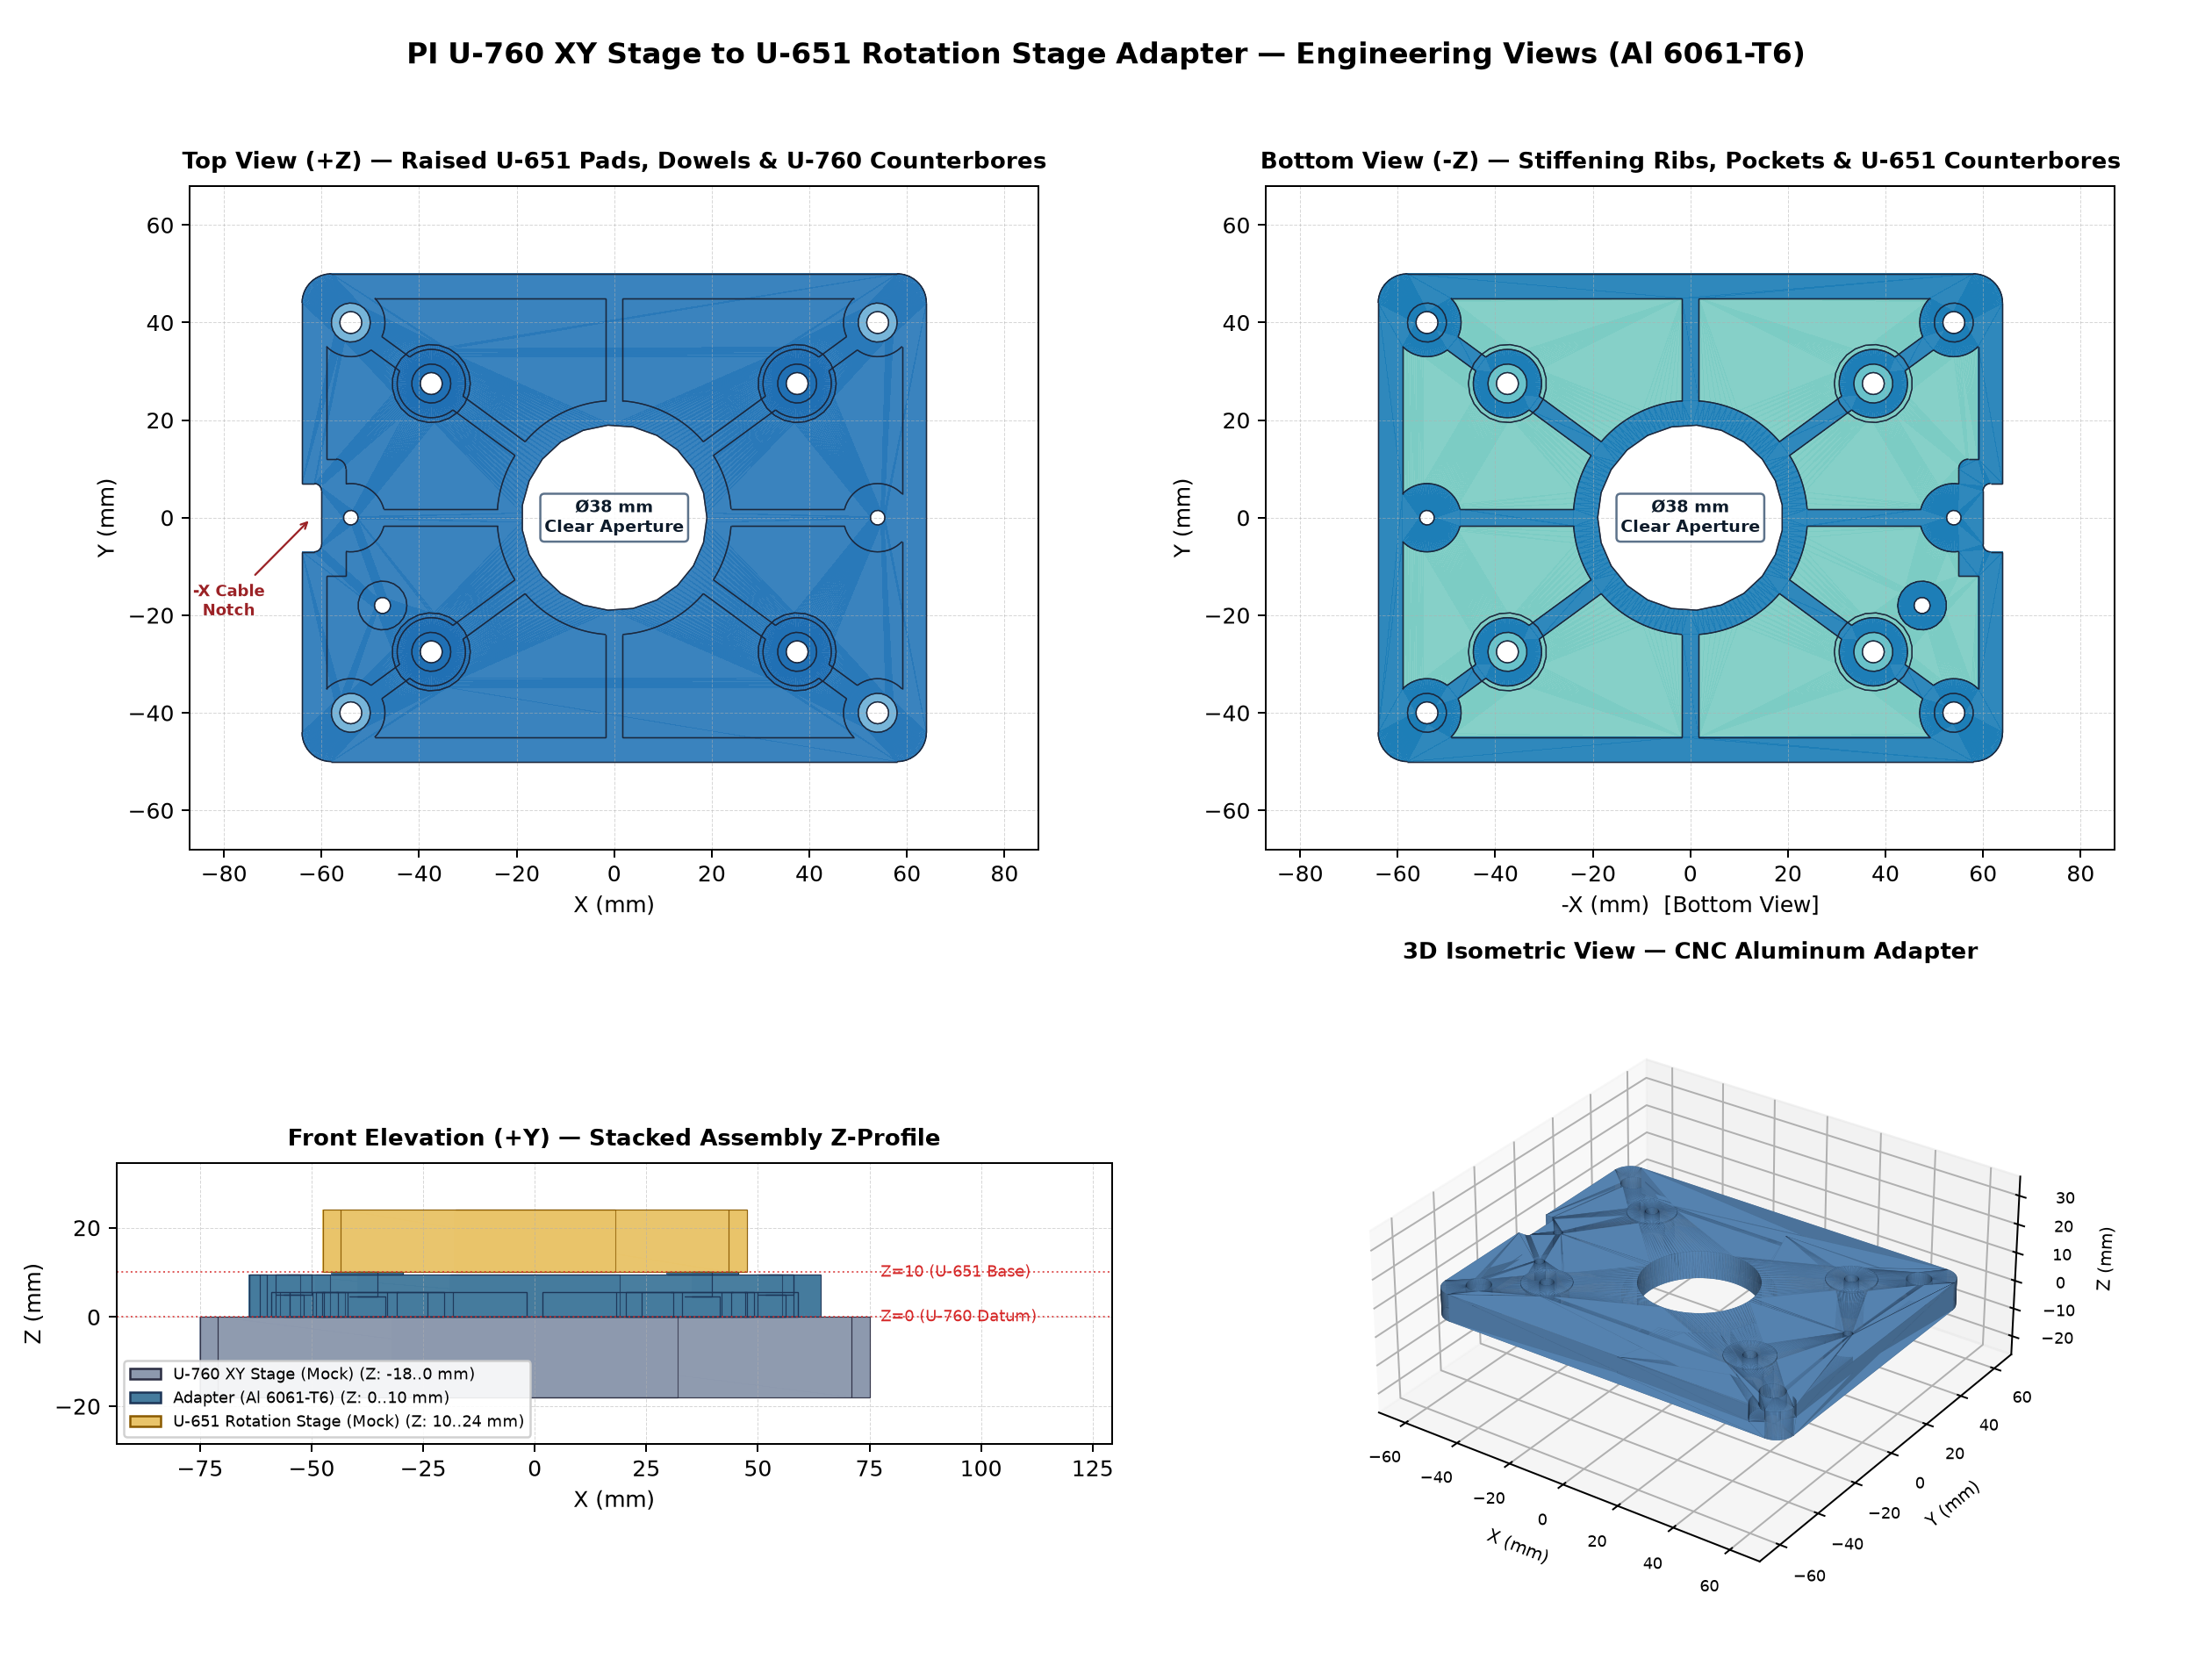 PI U-760 XY Stage to U-651 Rotation Stage Adapter — Engineering Views (Al 6061-T6)
Top View (+Z) — Raised U-651 Pads, Dowels & U-760 Counterbores
60
40
20
0
−20
−40
−60
Y (mm)
Ø38 mm
Clear Aperture
-X Cable
Notch
−80
−60
−40
−20
0
20
40
60
80
X (mm)
Bottom View (-Z) — Stiffening Ribs, Pockets & U-651 Counterbores
60
40
20
0
−20
−40
−60
Y (mm)
Ø38 mm
Clear Aperture
−80
−60
−40
−20
0
20
40
60
80
-X (mm)  [Bottom View]
Front Elevation (+Y) — Stacked Assembly Z-Profile
20
0
−20
Z (mm)
Z=10 (U-651 Base)
Z=0 (U-760 Datum)
U-760 XY Stage (Mock) (Z: -18..0 mm)
Adapter (Al 6061-T6) (Z: 0..10 mm)
U-651 Rotation Stage (Mock) (Z: 10..24 mm)
−75
−50
−25
0
25
50
75
100
125
X (mm)
3D Isometric View — CNC Aluminum Adapter
30
20
10
0
−10
−20
Z (mm)
−60
−40
−20
0
20
40
60
X (mm)
60
40
20
0
−20
−40
−60
Y (mm)